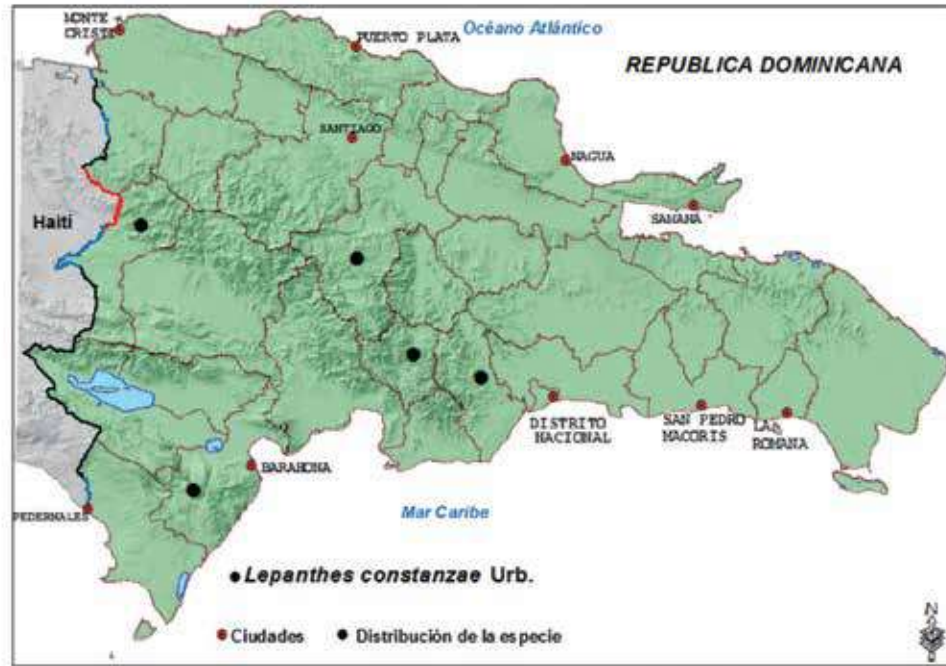 MONTE
CRISTI
PUERTO PLATA
Océano Atlántico
REPUBLICA DOMINICANA
SANTIAGO
NAGUA
SAMANA
Haití
DISTRITO
NACIONAL
SAN PEDRO
MACORIS
LA
ROMANA
BARAHONA
PEDERNALES
Mar Caribe
Lepanthes constanzae Urb.
Ciudades
Distribución de la especie
N